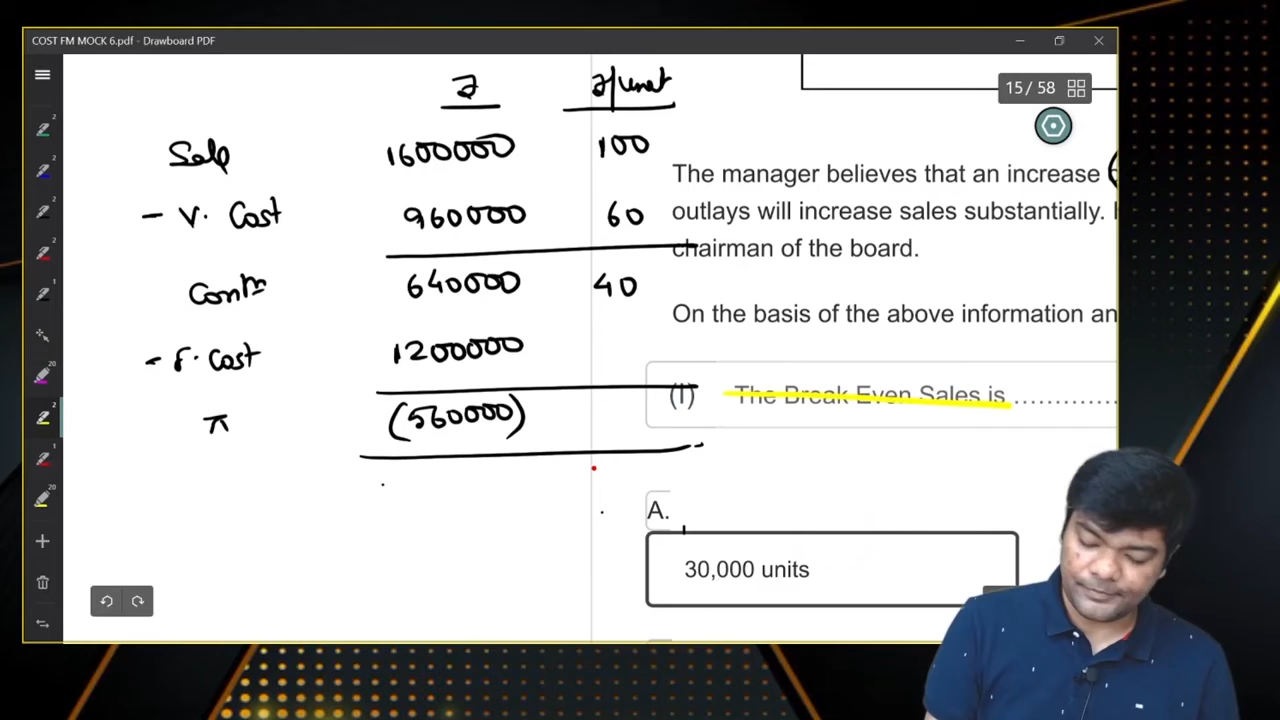 COST FM MOCK 6.pdf - Drawboard PDF
15 / 58
₹ ₹/unit
Sales 1600000 100
- V. Cost 960000 60
Contn 640000 40
- F. Cost 1200000
π (560000)
The manager believes that an increase
outlays will increase sales substantially.
chairman of the board.
On the basis of the above information an
(I) The Break Even Sales is ..............
A.
30,000 units